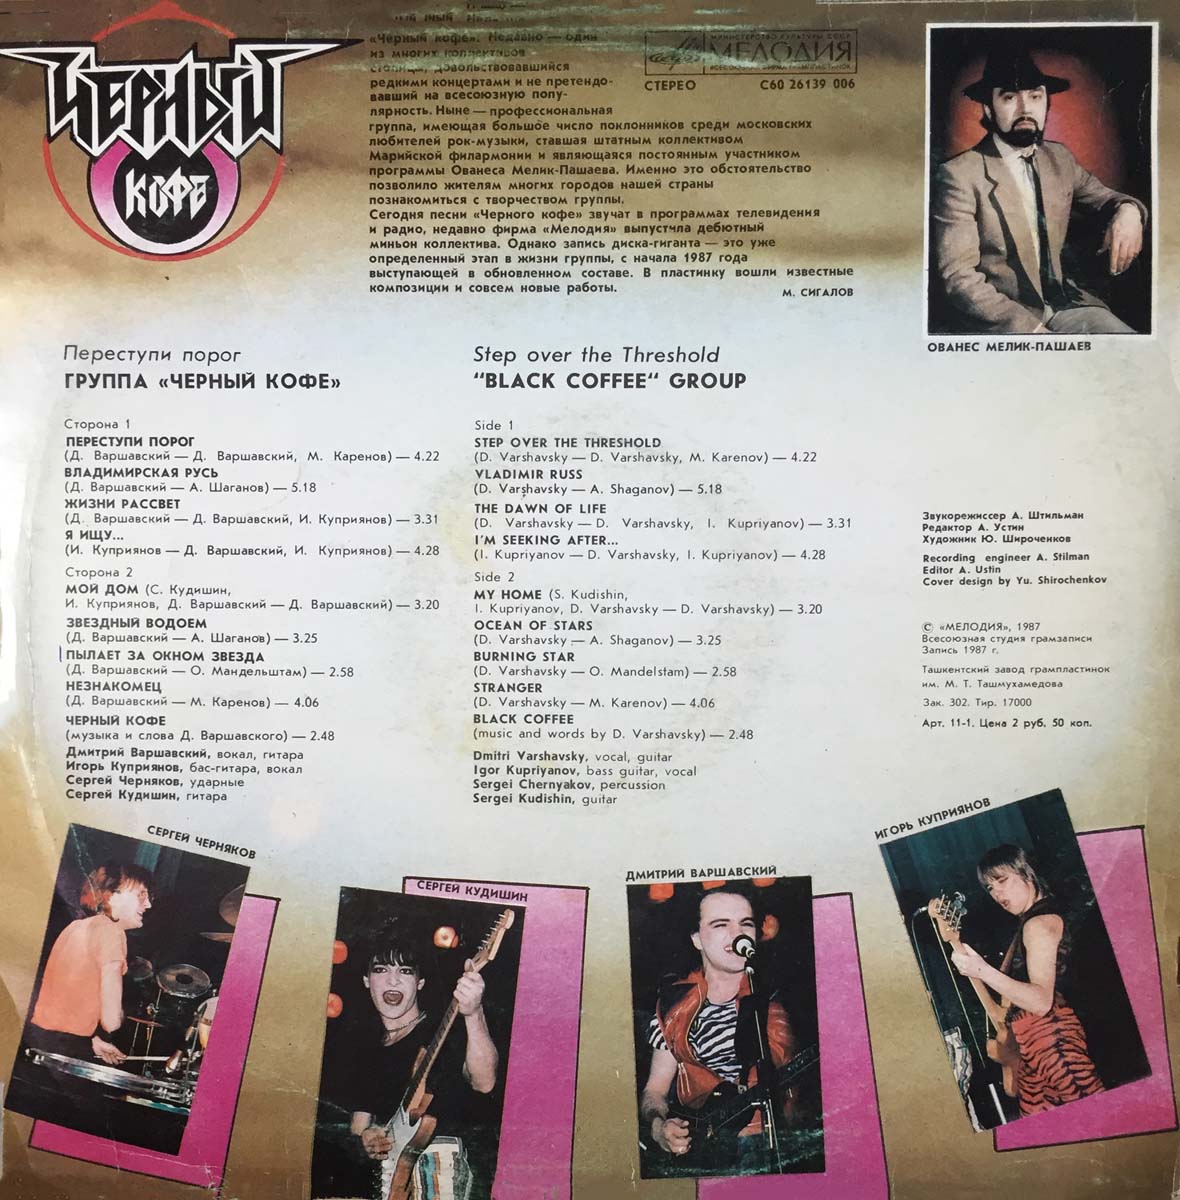 ЧЕРНЫЙ
КОФЕ
«Черный кофе». Недавно — один
из многих коллективов
столицы, довольствовавшийся
редкими концертами и не претендо-
вавший на всесоюзную попу-
лярность. Ныне — профессиональная
группа, имеющая большое число поклонников среди московских
любителей рок-музыки, ставшая штатным коллективом
Марийской филармонии и являющаяся постоянным участником
программы Ованеса Мелик-Пашаева. Именно это обстоятельство
позволило жителям многих городов нашей страны
познакомиться с творчеством группы.
Сегодня песни «Черного кофе» звучат в программах телевидения
и радио, недавно фирма «Мелодия» выпустила дебютный
миньон коллектива. Однако запись диска-гиганта — это уже
определенный этап в жизни группы, с начала 1987 года
выступающей в обновленном составе. В пластинку вошли известные
композиции и совсем новые работы.
М. СИГАЛОВ
МИНИСТЕРСТВО КУЛЬТУРЫ СССР
МЕЛОДИЯ
ВСЕСОЮЗНАЯ ФИРМА ГРАМПЛАСТИНОК
СТЕРЕО С60 26139 006
ОВАНЕС МЕЛИК-ПАШАЕВ
Переступи порог
ГРУППА «ЧЕРНЫЙ КОФЕ»
Сторона 1
ПЕРЕСТУПИ ПОРОГ
(Д. Варшавский — Д. Варшавский, М. Каренов) — 4.22
ВЛАДИМИРСКАЯ РУСЬ
(Д. Варшавский — А. Шаганов) — 5.18
ЖИЗНИ РАССВЕТ
(Д. Варшавский — Д. Варшавский, И. Куприянов) — 3.31
Я ИЩУ...
(И. Куприянов — Д. Варшавский, И. Куприянов) — 4.28
Сторона 2
МОЙ ДОМ (С. Кудишин,
И. Куприянов, Д. Варшавский — Д. Варшавский) — 3.20
ЗВЕЗДНЫЙ ВОДОЕМ
(Д. Варшавский — А. Шаганов) — 3.25
ПЫЛАЕТ ЗА ОКНОМ ЗВЕЗДА
(Д. Варшавский — О. Мандельштам) — 2.58
НЕЗНАКОМЕЦ
(Д. Варшавский — М. Каренов) — 4.06
ЧЕРНЫЙ КОФЕ
(музыка и слова Д. Варшавского) — 2.48
Дмитрий Варшавский, вокал, гитара
Игорь Куприянов, бас-гитара, вокал
Сергей Черняков, ударные
Сергей Кудишин, гитара
Step over the Threshold
"BLACK COFFEE" GROUP
Side 1
STEP OVER THE THRESHOLD
(D. Varshavsky — D. Varshavsky, M. Karenov) — 4.22
VLADIMIR RUSS
(D. Varshavsky — A. Shaganov) — 5.18
THE DAWN OF LIFE
(D. Varshavsky — D. Varshavsky, I. Kupriyanov) — 3.31
I'M SEEKING AFTER...
(I. Kupriyanov — D. Varshavsky, I. Kupriyanov) — 4.28
Side 2
MY HOME (S. Kudishin,
I. Kupriyanov, D. Varshavsky — D. Varshavsky) — 3.20
OCEAN OF STARS
(D. Varshavsky — A. Shaganov) — 3.25
BURNING STAR
(D. Varshavsky — O. Mandelstam) — 2.58
STRANGER
(D. Varshavsky — M. Karenov) — 4.06
BLACK COFFEE
(music and words by D. Varshavsky) — 2.48
Dmitri Varshavsky, vocal, guitar
Igor Kupriyanov, bass guitar, vocal
Sergei Chernyakov, percussion
Sergei Kudishin, guitar
Звукорежиссер А. Штильман
Редактор А. Устин
Художник Ю. Широченков
Recording engineer A. Stilman
Editor A. Ustin
Cover design by Yu. Shirochenkov
© «МЕЛОДИЯ», 1987
Всесоюзная студия грамзаписи
Запись 1987 г.
Ташкентский завод грампластинок
им. М. Т. Ташмухамедова
Зак. 302. Тир. 17000
Арт. 11-1. Цена 2 руб. 50 коп.
СЕРГЕЙ ЧЕРНЯКОВ
СЕРГЕЙ КУДИШИН
ДМИТРИЙ ВАРШАВСКИЙ
ИГОРЬ КУПРИЯНОВ